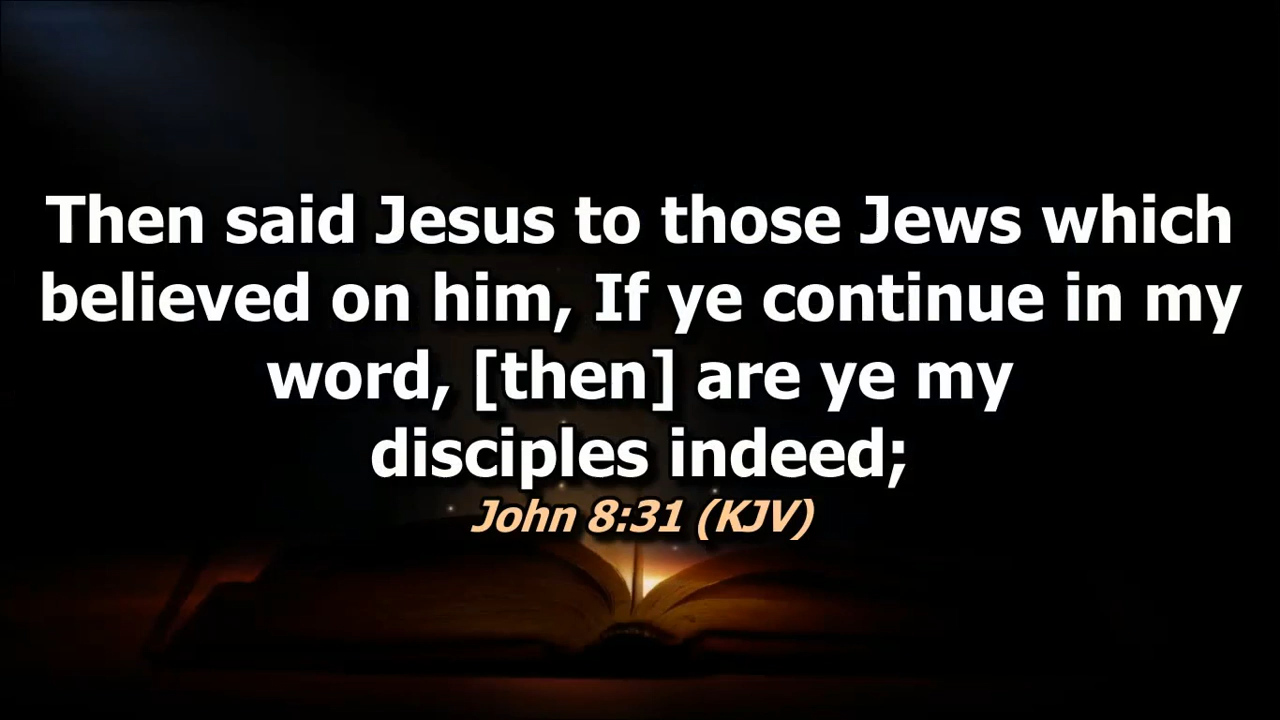 Then said Jesus to those Jews which
believed on him, If ye continue in my
word, [then] are ye my
disciples indeed;
John 8:31 (KJV)